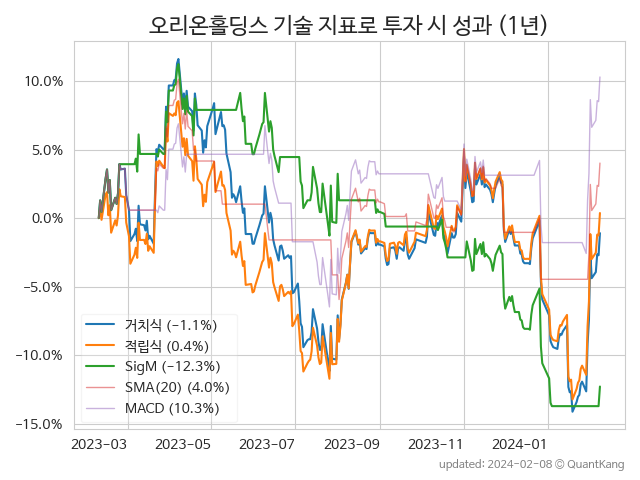 오리온홀딩스 기술 지표로 투자 시 성과 (1년)
10.0%
5.0%
0.0%
−5.0%
−10.0%
−15.0%
거치식 (−1.1%)
적립식 (0.4%)
SigM (−12.3%)
SMA(20) (4.0%)
MACD (10.3%)
2023-03 2023-05 2023-07 2023-09 2023-11 2024-01
updated: 2024-02-08 © QuantKang